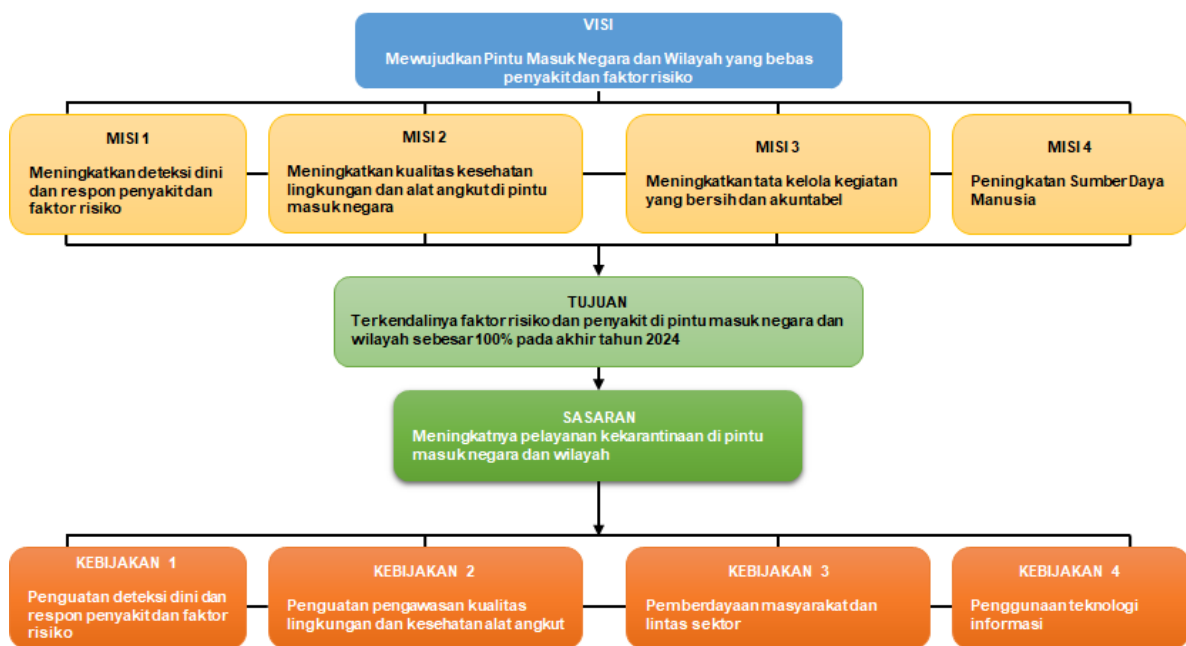 VISI
Mewujudkan Pintu Masuk Negara dan Wilayah yang bebas
penyakit dan faktor risiko
MISI 1
Meningkatkan deteksi dini
dan respon penyakit dan
faktor risiko
MISI 2
Meningkatkan kualitas kesehatan
lingkungan dan alat angkut di pintu
masuk negara
MISI 3
Meningkatkan tata kelola kegiatan
yang bersih dan akuntabel
MISI 4
Peningkatan Sumber Daya
Manusia
TUJUAN
Terkendalinya faktor risiko dan penyakit di pintu masuk negara dan
wilayah sebesar 100% pada akhir tahun 2024
SASARAN
Meningkatnya pelayanan kekarantinaan di pintu
masuk negara dan wilayah
KEBIJAKAN 1
Penguatan deteksi dini dan
respon penyakit dan faktor
risiko
KEBIJAKAN 2
Penguatan pengawasan kualitas
lingkungan dan kesehatan alat angkut
KEBIJAKAN 3
Pemberdayaan masyarakat dan
lintas sektor
KEBIJAKAN 4
Penggunaan teknologi
informasi